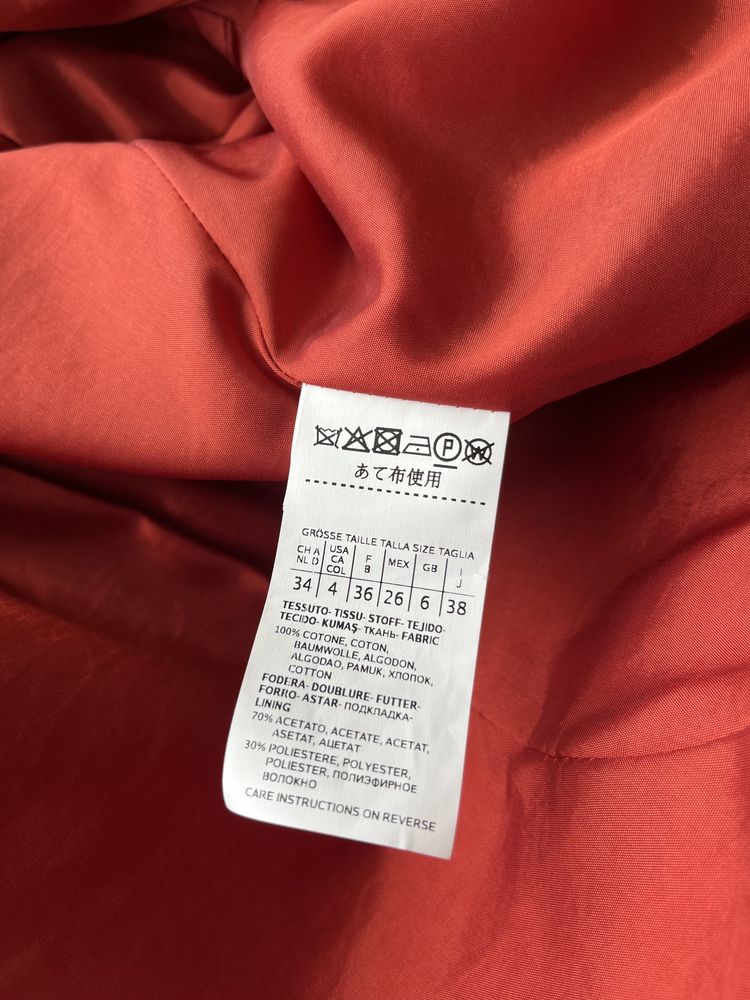 P W
あて布使用
GRÖSSE TAILLE TALLA SIZE TAGLIA
CH A NL D USA CA COL F B MEX GB I J
34 4 36 26 6 38
TESSUTO- TISSU- STOFF- TEJIDO-
TECIDO- KUMAŞ- ТКАНЬ- FABRIC
100% COTONE, COTON,
BAUMWOLLE, ALGODON,
ALGODAO, PAMUK, ХЛОПОК,
COTTON
FODERA- DOUBLURE- FUTTER-
FORRO- ASTAR- ПОДКЛАДКА-
LINING
70% ACETATO, ACETATE, ACETAT,
ASETAT, АЦЕТАТ
30% POLIESTERE, POLYESTER,
POLIESTER, ПОЛИЭФИРНОЕ
ВОЛОКНО
CARE INSTRUCTIONS ON REVERSE